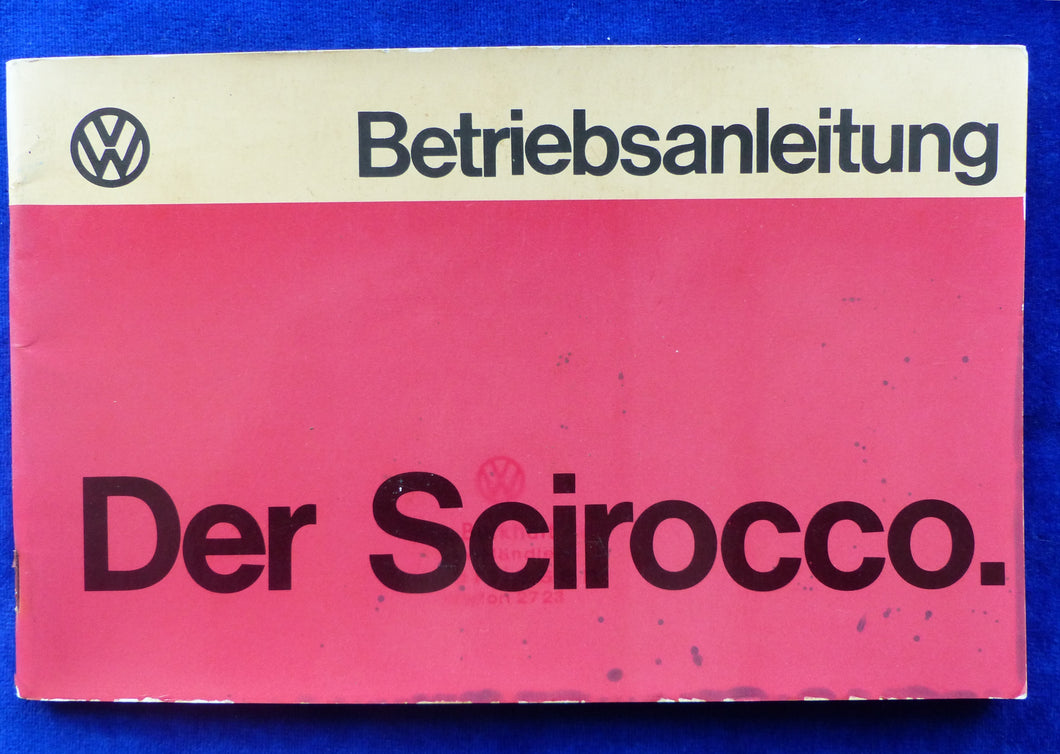 Betriebsanleitung
Der Scirocco.